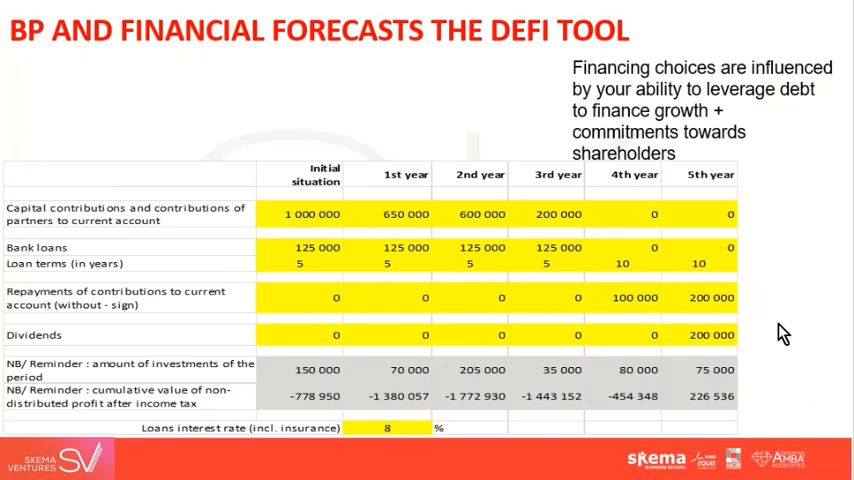 BP AND FINANCIAL FORECASTS THE DEFI TOOL
Financing choices are influenced
by your ability to leverage debt
to finance growth +
commitments towards
shareholders
Initial situation 1st year 2nd year 3rd year 4th year 5th year
Capital contributions and contributions of
partners to current account 1 000 000 650 000 600 000 200 000 0 0
Bank loans 125 000 125 000 125 000 125 000 0 0
Loan terms (in years) 5 5 5 5 10 10
Repayments of contributions to current
account (without - sign) 0 0 0 0 100 000 200 000
Dividends 0 0 0 0 0 200 000
NB/ Reminder : amount of investments of the
period 150 000 70 000 205 000 35 000 80 000 75 000
NB/ Reminder : cumulative value of non-
distributed profit after income tax -778 950 -1 380 057 -1 772 930 -1 443 152 -454 348 226 536
Loans interest rate (incl. insurance) 8 %
SKEMA
VENTURES SV
skema
BUSINESS SCHOOL
EQUIS
AMBA
ACCREDITED